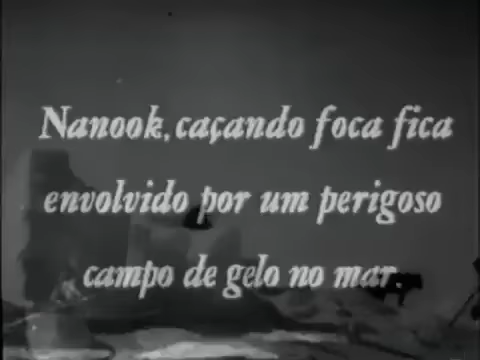 Nanook, caçando foca fica
envolvido por um perigoso
campo de gelo no mar.